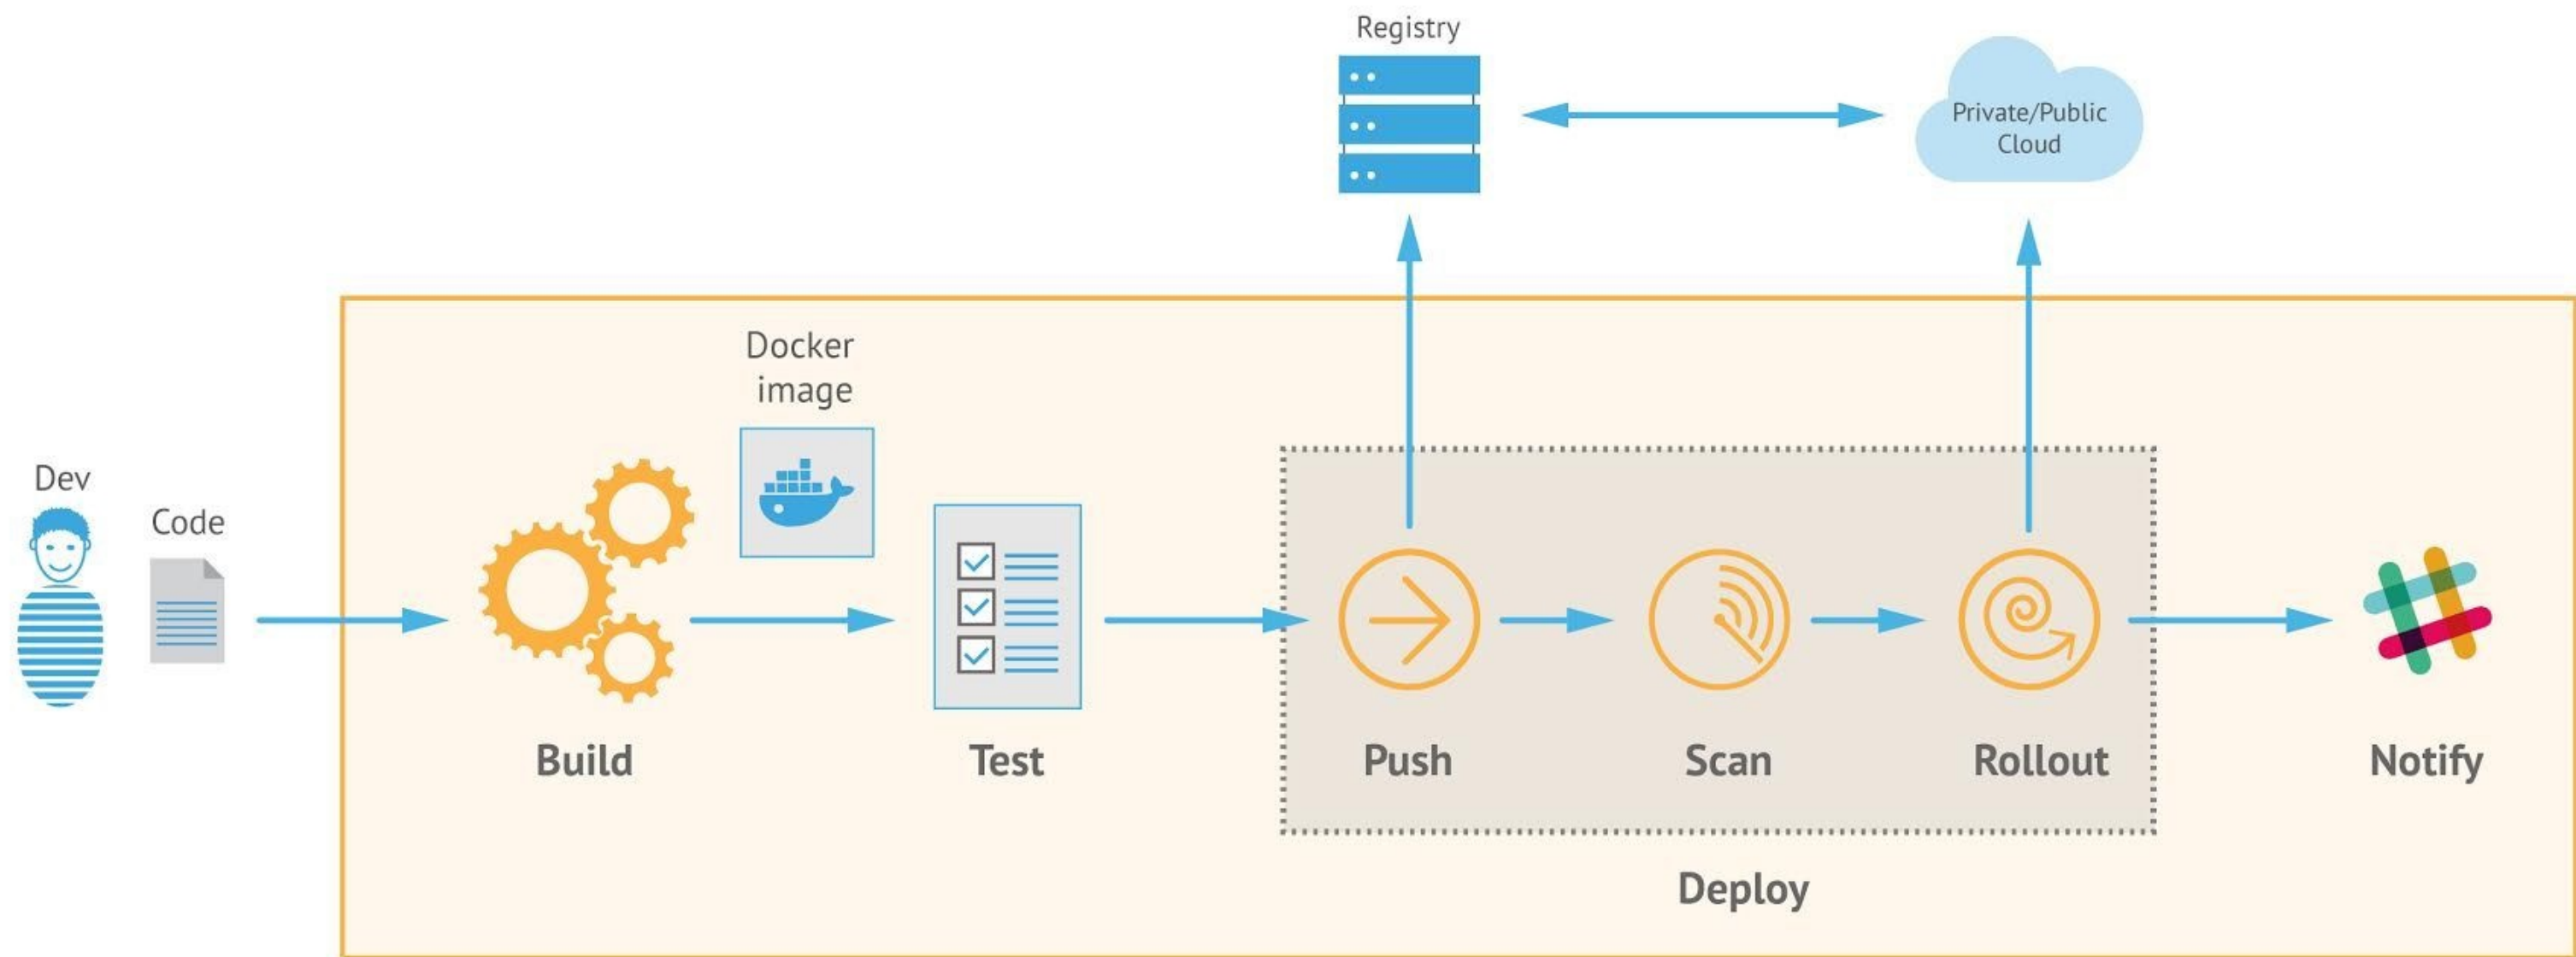 Registry
Private/Public
Cloud
Docker
image
Dev
Code
Build
Test
Push
Scan
Rollout
Notify
Deploy